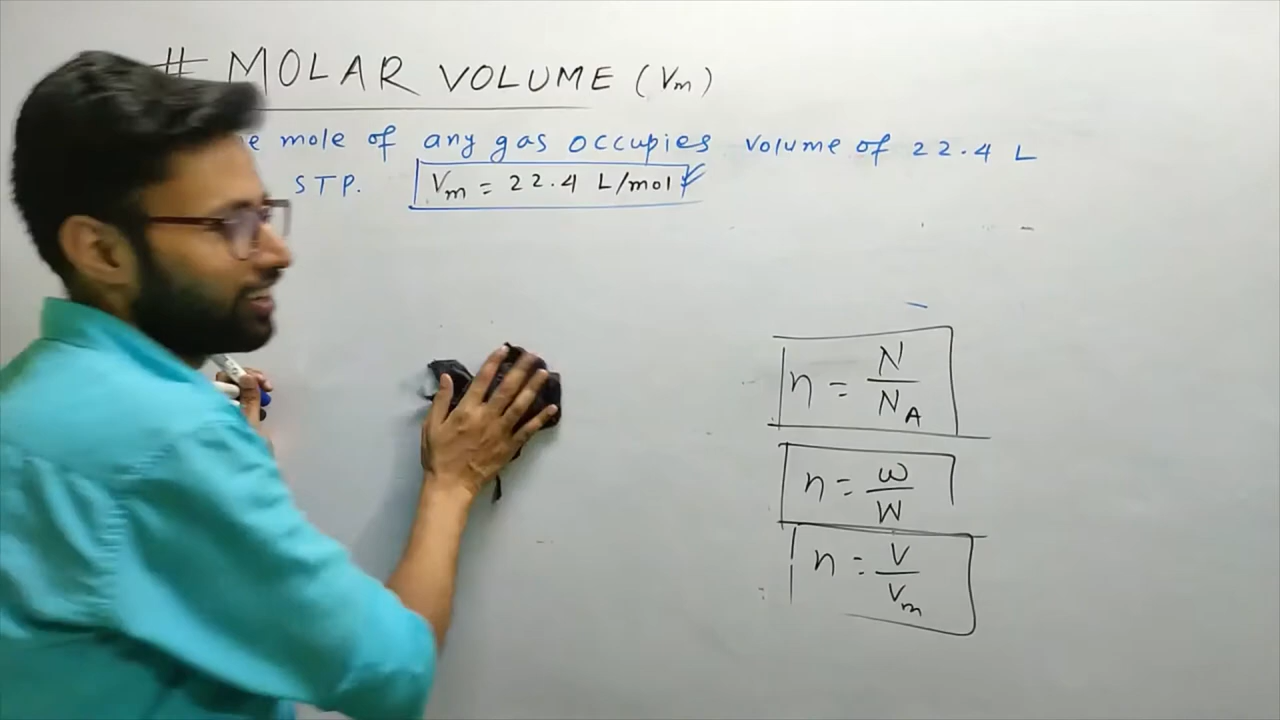 # MOLAR VOLUME (Vm)
mole of any gas occupies volume of 22.4 L
STP. Vm = 22.4 L/mol
n = N/NA
n = w/W
n = V/Vm